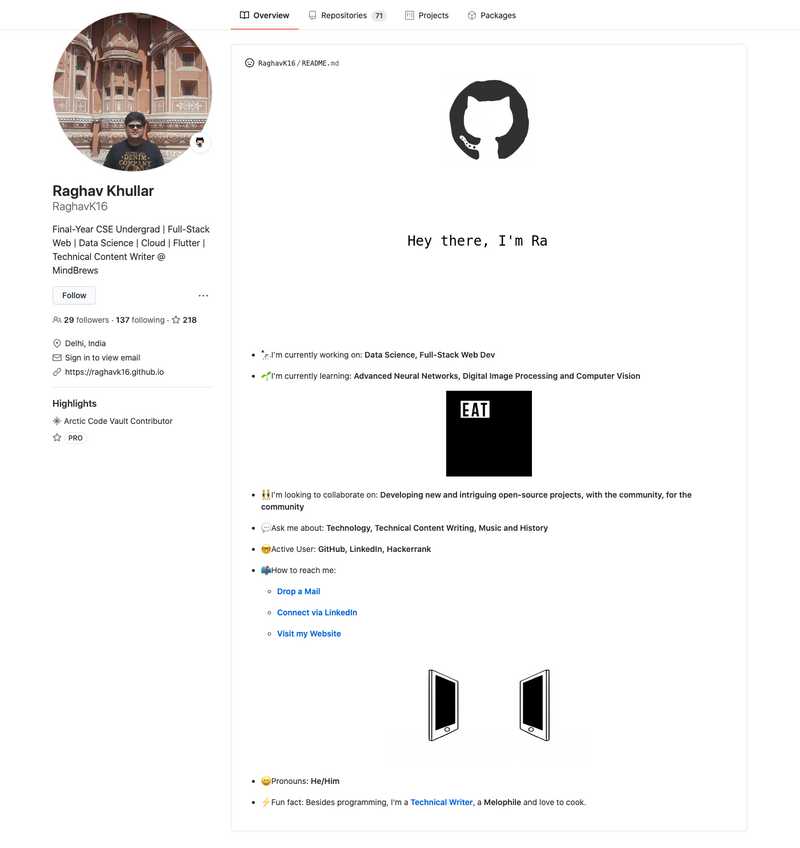 Overview
Repositories 71
Projects
Packages
DENIM
COMPANY
Raghav Khullar
RaghavK16
Final-Year CSE Undergrad | Full-Stack
Web | Data Science | Cloud | Flutter |
Technical Content Writer @
MindBrews
Follow
29 followers · 137 following · 218
Delhi, India
Sign in to view email
https://raghavk16.github.io
Highlights
Arctic Code Vault Contributor
PRO
RaghavK16/README.md
Hey there, I'm Ra
I'm currently working on: Data Science, Full-Stack Web Dev
I'm currently learning: Advanced Neural Networks, Digital Image Processing and Computer Vision
EAT
I'm looking to collaborate on: Developing new and intriguing open-source projects, with the community, for the
community
Ask me about: Technology, Technical Content Writing, Music and History
Active User: GitHub, LinkedIn, Hackerrank
How to reach me:
Drop a Mail
Connect via LinkedIn
Visit my Website
Pronouns: He/Him
Fun fact: Besides programming, I'm a Technical Writer, a Melophile and love to cook.